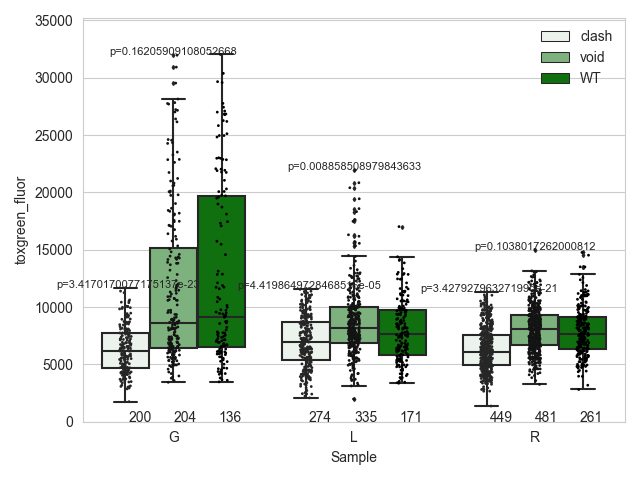 35000
30000
25000
20000
15000
10000
5000
0
toxgreen_fluor
clash
void
WT
p=0.16205909108052668
p=0.008858508979843633
p=0.1038017262000812
200
204
136
274
335
171
449
481
261
G
L
R
Sample